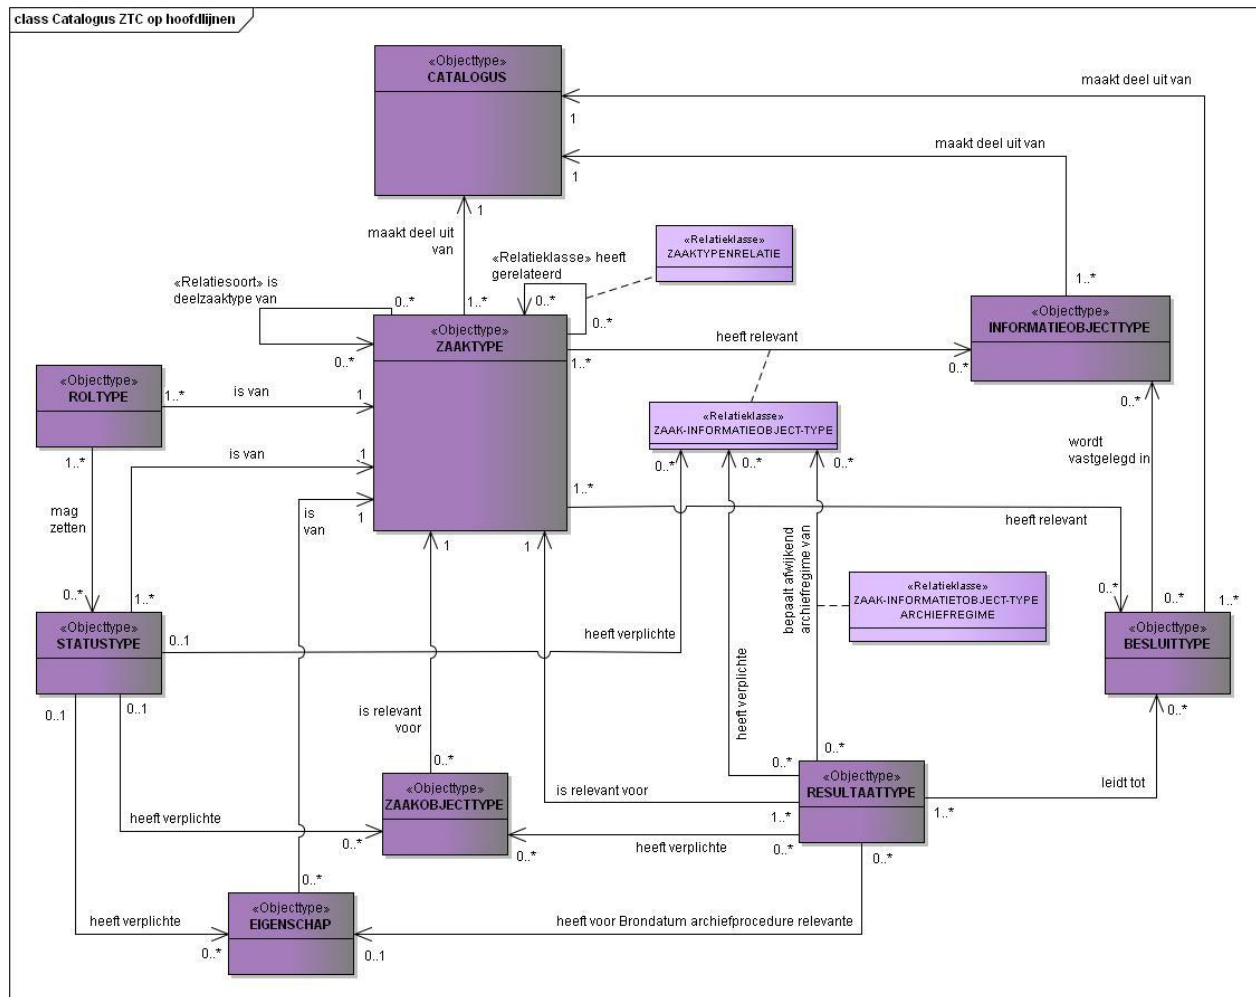 class Catalogus ZTC op hoofdlijnen
«Objecttype»
CATALOGUS
maakt deel uit van
1
maakt deel uit van
1
1
maakt deel uit
van
«Relatieklasse»
ZAAKTYPENRELATIE
«Relatieklasse» heeft
gerelateerd
«Relatiesoort» is
deelzaaktype van
0..*
1..*
0..*
0..*
0..*
1..*
«Objecttype»
ZAAKTYPE
«Objecttype»
INFORMATIEOBJECTTYPE
heeft relevant
1..*
0..*
«Objecttype»
ROLTYPE
1..*
is van
1
«Relatieklasse»
ZAAK-INFORMATIEOBJECT-TYPE
0..*
1..*
is van
1
0..*
0..*
0..*
wordt
vastgelegd in
1..*
mag
zetten
is
van
1
heeft relevant
1
1
bepaalt afwijkend
archiefregime van
«Relatieklasse»
ZAAK-INFORMATIETOBJECT-TYPE
ARCHIEFREGIME
0..*
1..*
0..*
0..*
1..*
«Objecttype»
STATUSTYPE
0..1
heeft verplichte
«Objecttype»
BESLUITTYPE
0..1
0..1
is relevant
voor
heeft verplichte
0..*
0..*
0..*
0..*
«Objecttype»
ZAAKOBJECTTYPE
is relevant voor
«Objecttype»
RESULTAATTYPE
leidt tot
1..*
1..*
heeft verplichte
0..*
0..*
heeft verplichte
0..*
0..*
0..*
«Objecttype»
EIGENSCHAP
heeft verplichte
0..*
heeft voor Brondatum archiefprocedure relevante
0..1